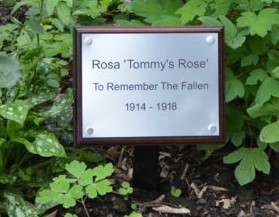 Rosa 'Tommy's Rose'
To Remember The Fallen
1914 - 1918